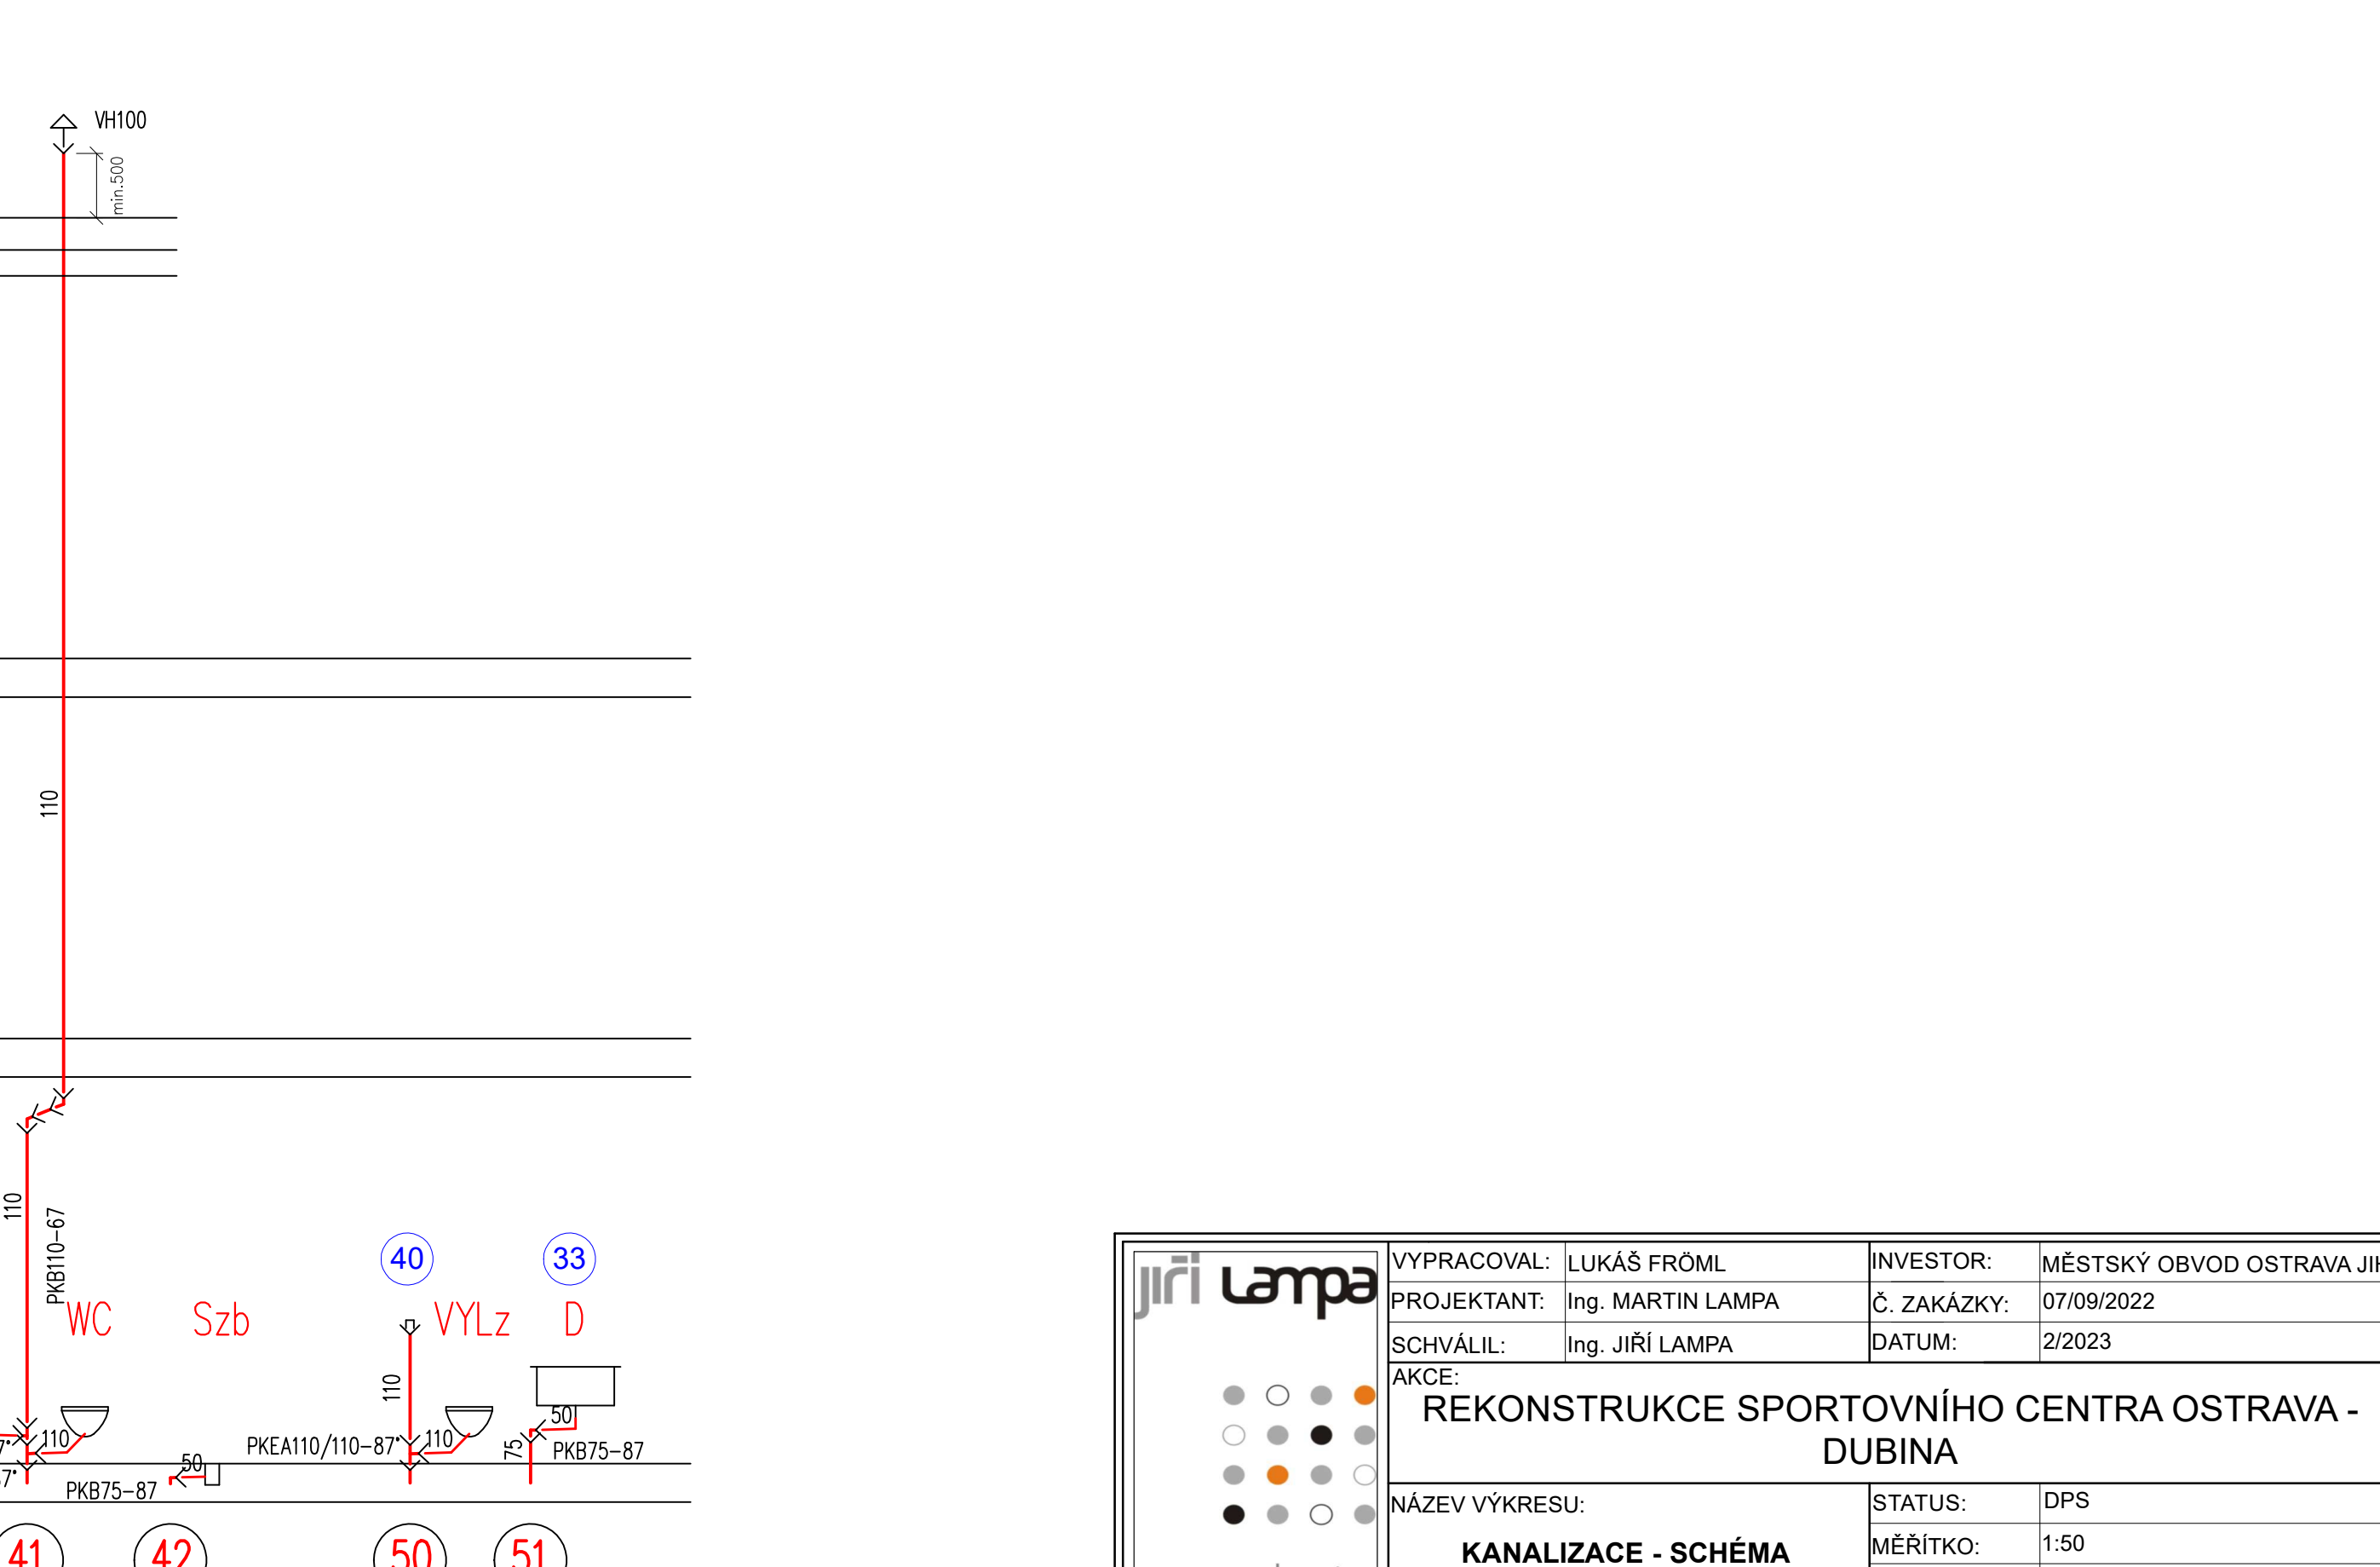 VH100
min.500
110
110
PKB110-67
40
33
WC
Szb
VYLz
D
110
50
110
PKEA110/110-87°
110
75
PKB75-87
50
PKB75-87
41
42
50
51
jiří Lampa
VYPRACOVAL: LUKÁŠ FRÖML INVESTOR: MĚSTSKÝ OBVOD OSTRAVA
PROJEKTANT: Ing. MARTIN LAMPA Č. ZAKÁZKY: 07/09/2022
SCHVÁLIL: Ing. JIŘÍ LAMPA DATUM: 2/2023
AKCE:
REKONSTRUKCE SPORTOVNÍHO CENTRA OSTRAVA -
DUBINA
NÁZEV VÝKRESU: STATUS: DPS
KANALIZACE - SCHÉMA MĚŘÍTKO: 1:50